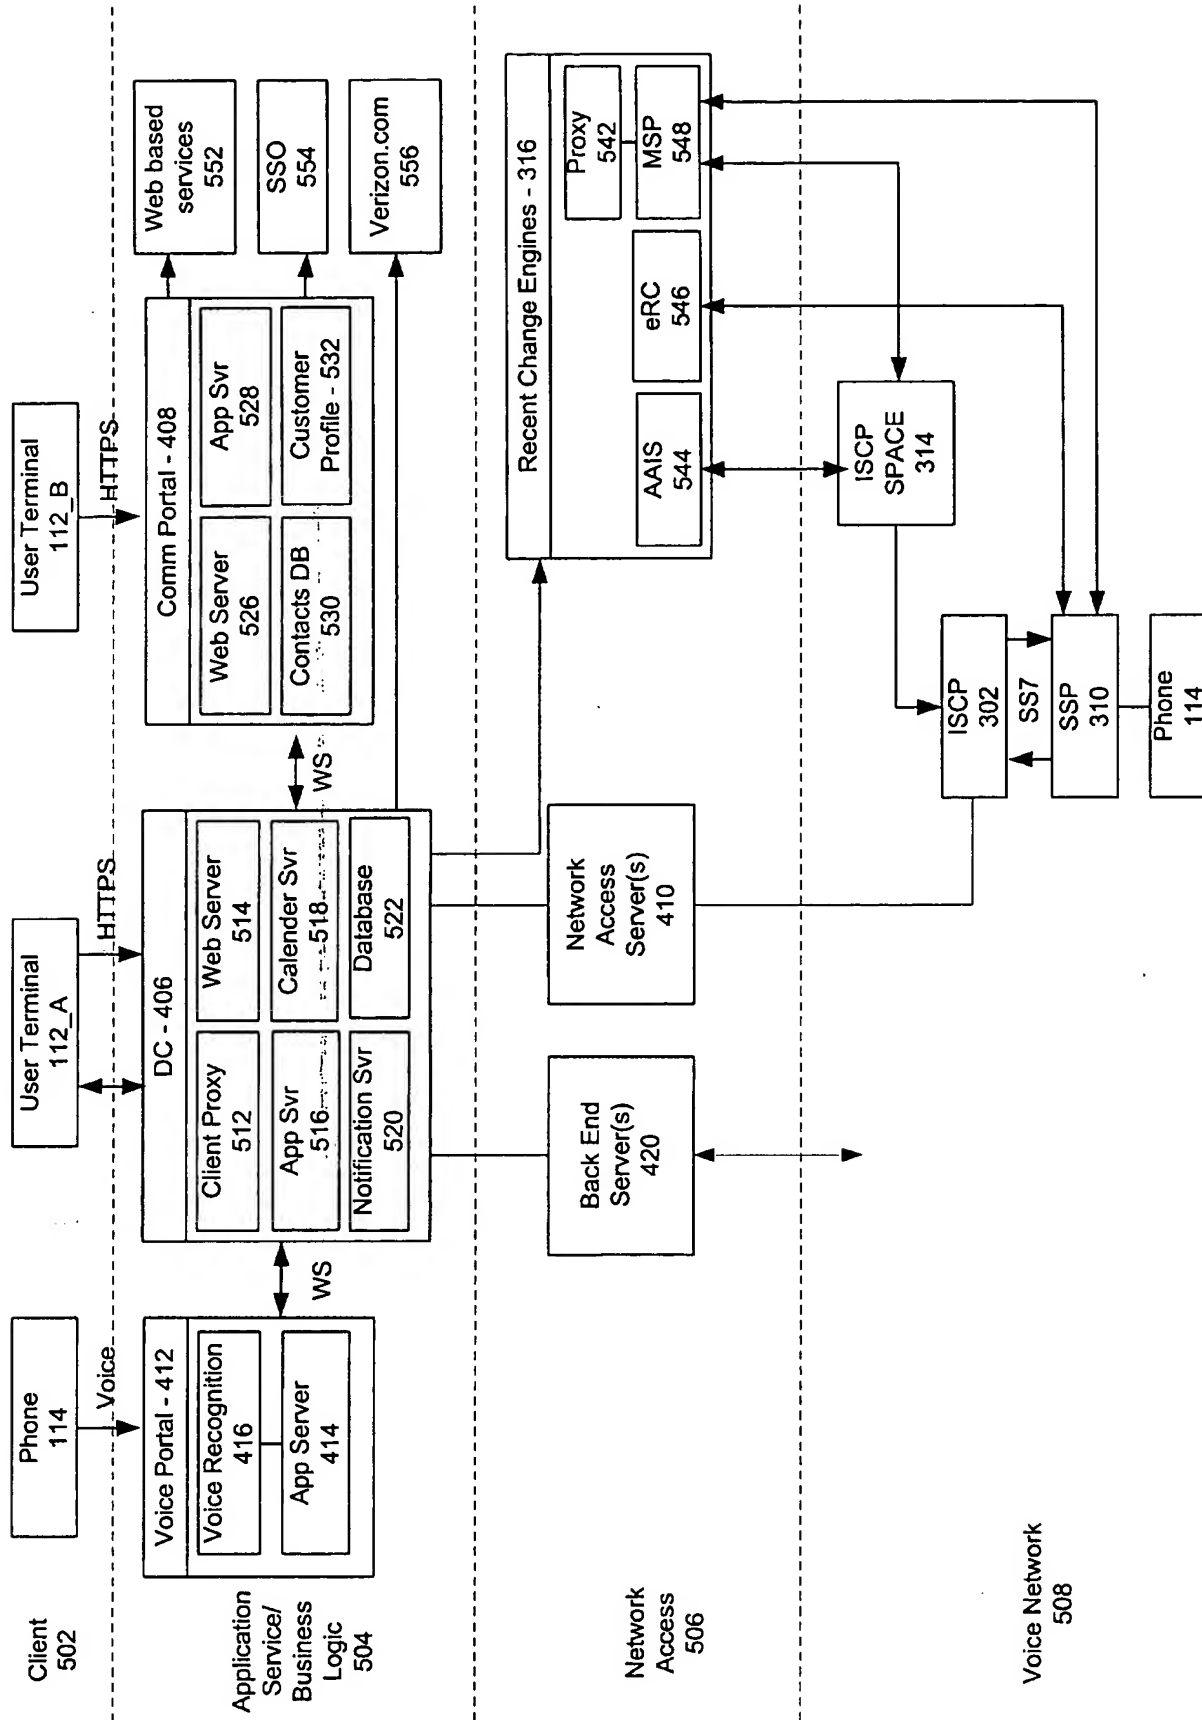 Client
502
Phone
114
User Terminal
112_A
User Terminal
112_B
Voice
HTTPS
HTTPS
Application
Service/
Business
Logic
504
Voice Portal - 412
Voice Recognition
416
App Server
414
WS
DC - 406
Client Proxy
512
Web Server
514
App Svr
516
Calender Svr
518
Notification Svr
520
Database
522
WS
Comm Portal - 408
Web Server
526
App Svr
528
Contacts DB
530
Customer
Profile - 532
Web based
services
552
SSO
554
Verizon.com
556
Network
Access
506
Back End
Server(s)
420
Network
Access
Server(s)
410
Recent Change Engines - 316
Proxy
542
AAIS
544
eRC
546
MSP
548
Voice Network
508
ISCP
SPACE
314
ISCP
302
SS7
SSP
310
Phone
114